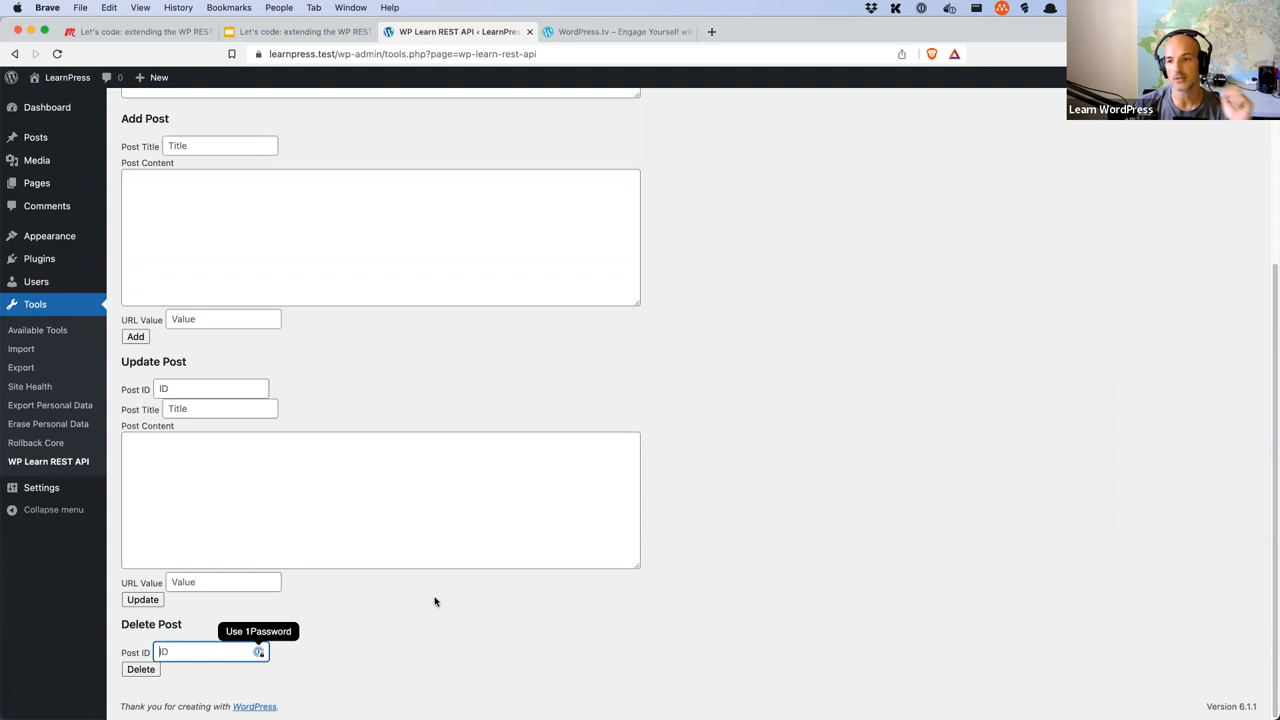 Brave File Edit View History Bookmarks People Tab Window Help
Let's code: extending the WP REST
Let's code: extending the WP REST
WP Learn REST API ‹ LearnPres
WordPress.tv – Engage Yourself wi
learnpress.test/wp-admin/tools.php?page=wp-learn-rest-api
LearnPress 0 New
Learn WordPress
Dashboard
Posts
Media
Pages
Comments
Appearance
Plugins
Users
Tools
Available Tools
Import
Export
Site Health
Export Personal Data
Erase Personal Data
Rollback Core
WP Learn REST API
Settings
Collapse menu
Add Post
Post Title Title
Post Content
URL Value Value
Add
Update Post
Post ID ID
Post Title Title
Post Content
URL Value Value
Update
Delete Post
Use 1Password
Post ID ID
Delete
Thank you for creating with WordPress.
Version 6.1.1